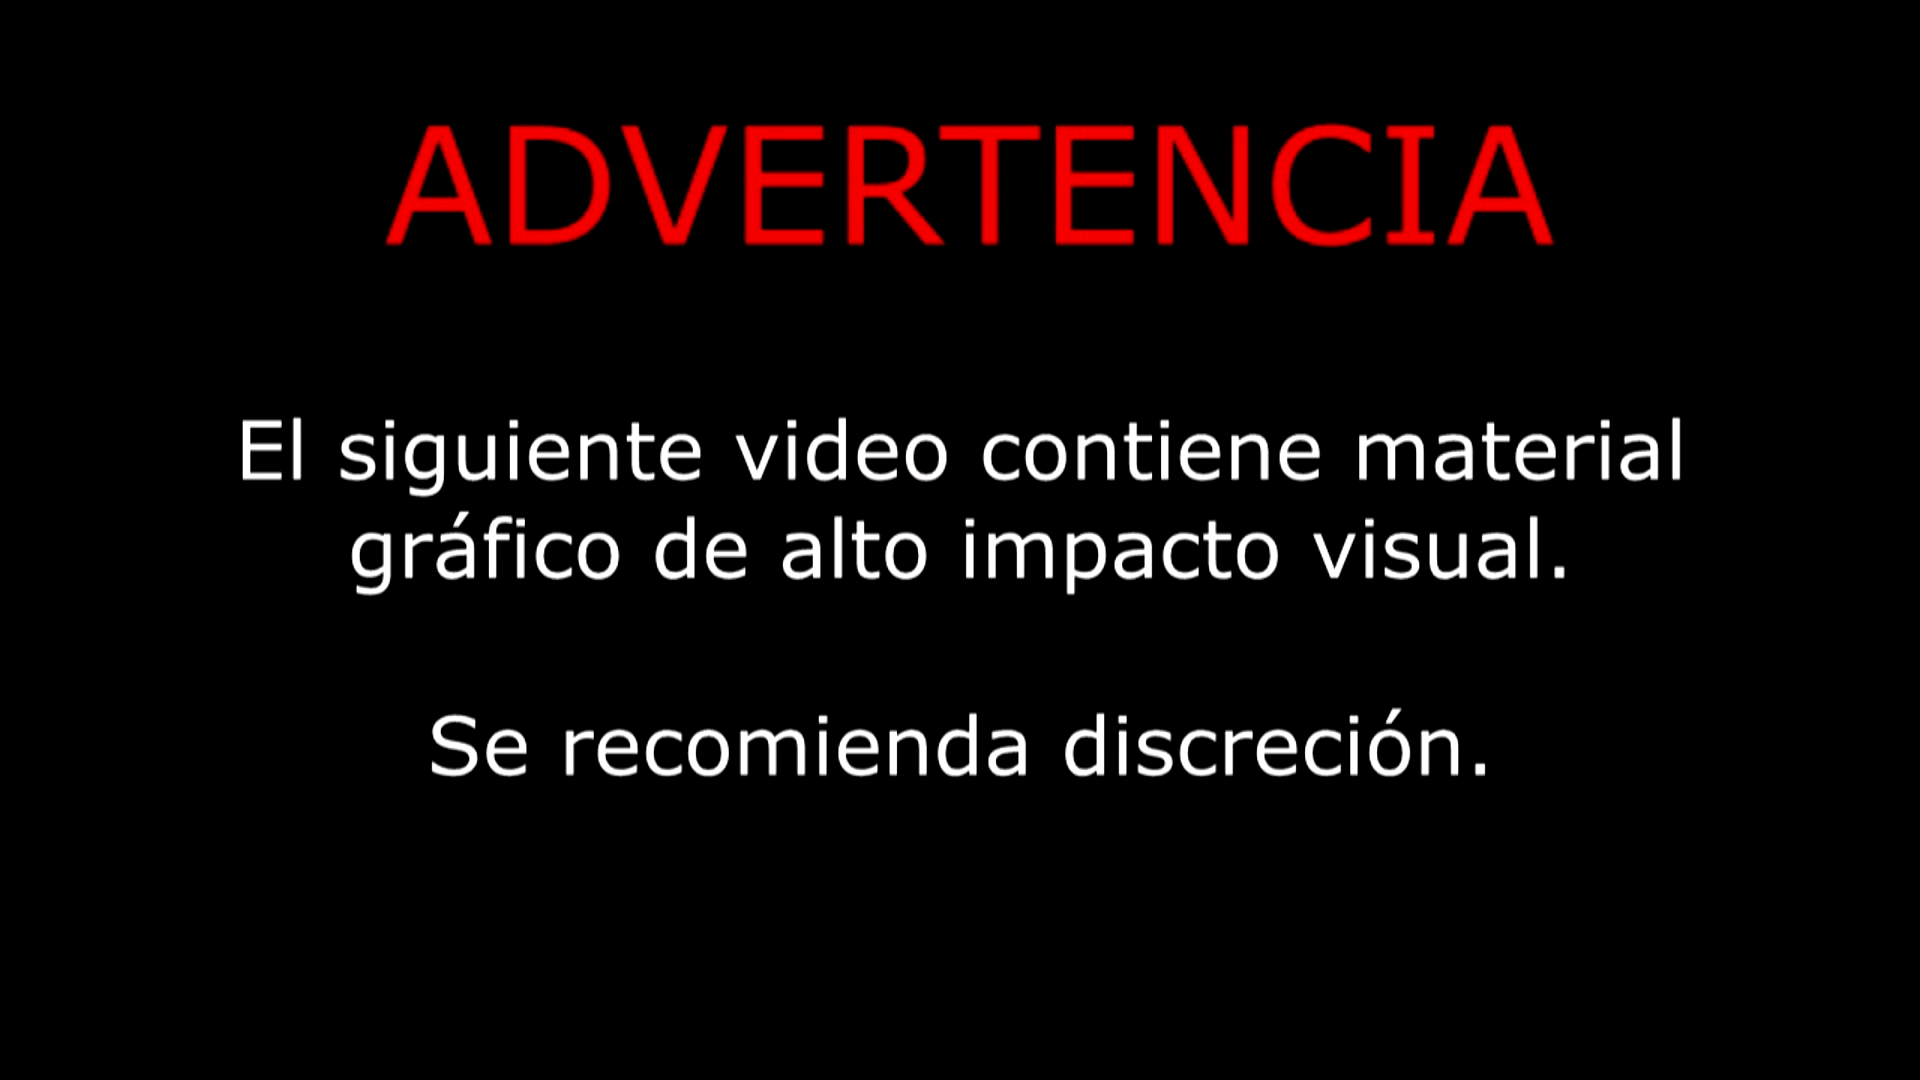 ADVERTENCIA
El siguiente video contiene material
gráfico de alto impacto visual.
Se recomienda discreción.